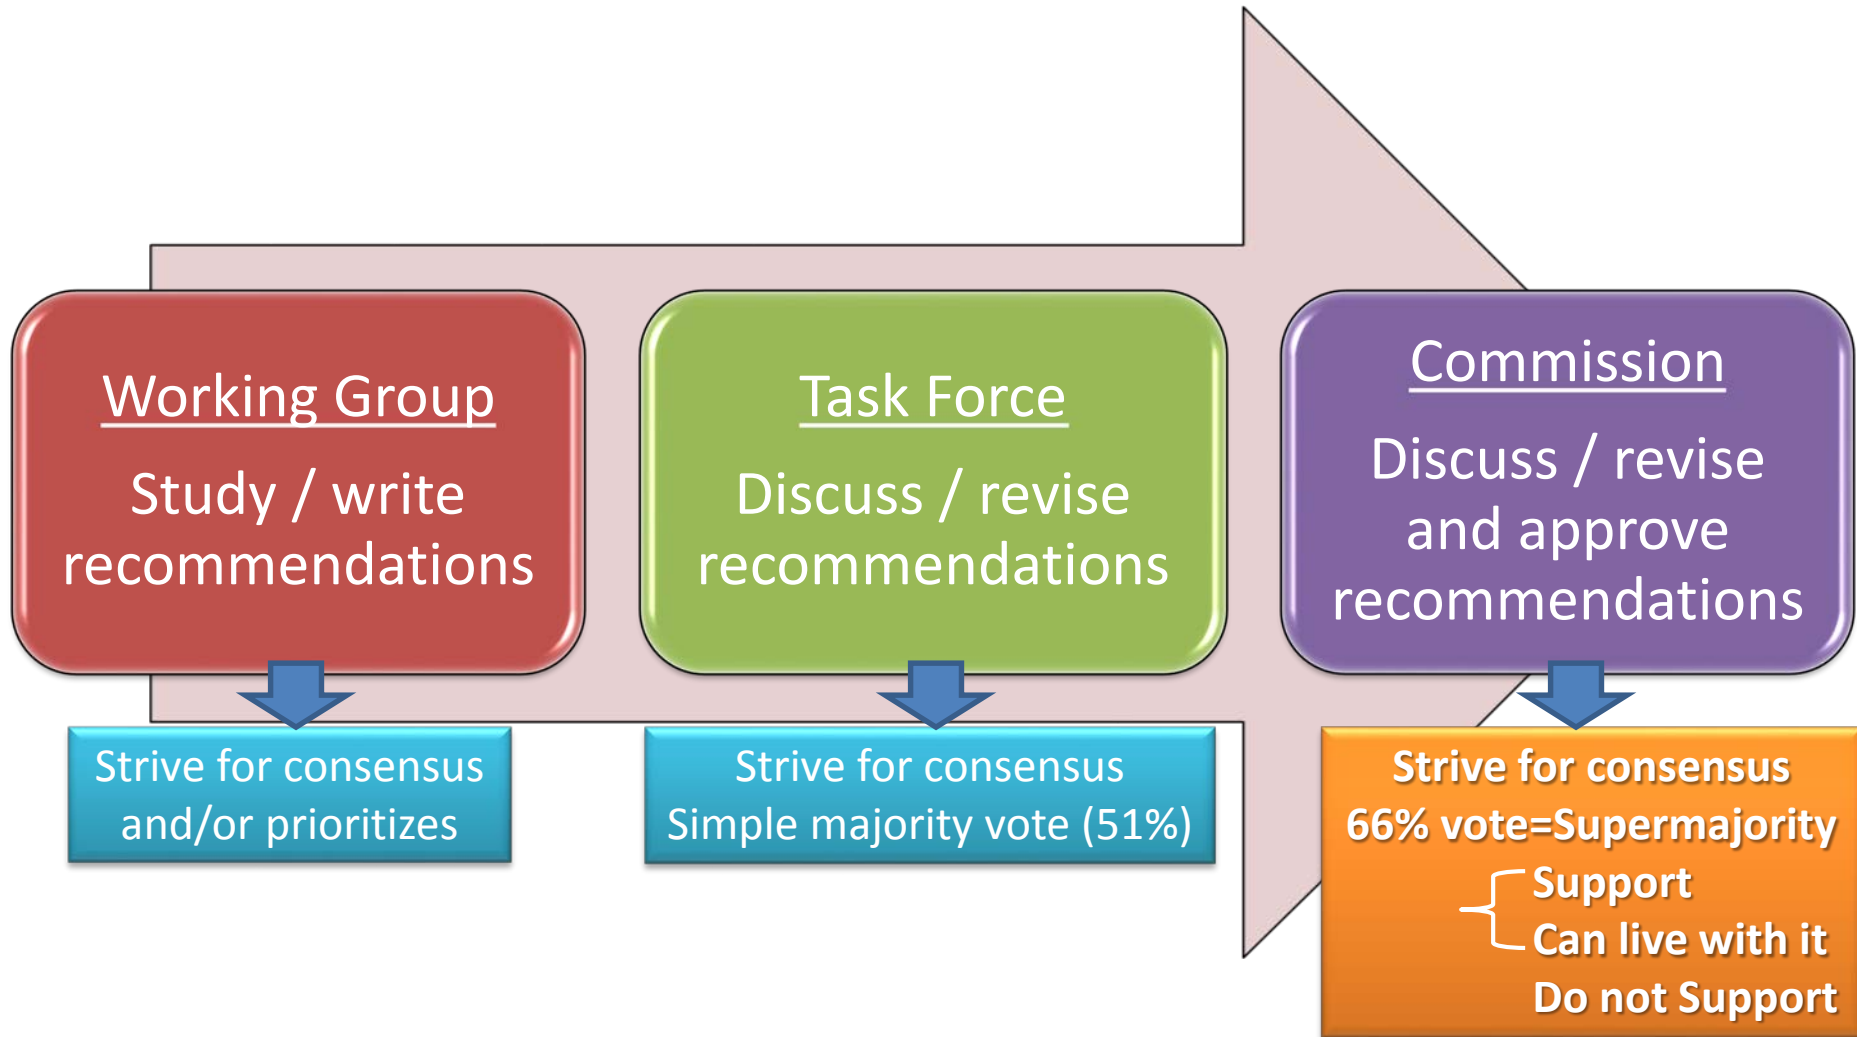 Working Group
Study / write
recommendations
Task Force
Discuss / revise
recommendations
Commission
Discuss / revise
and approve
recommendations
Strive for consensus
and/or prioritizes
Strive for consensus
Simple majority vote (51%)
Strive for consensus
66% vote=Supermajority
Support
Can live with it
Do not Support